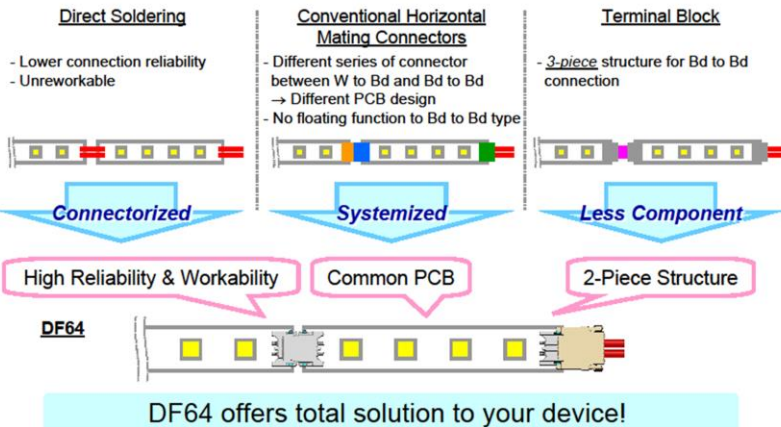 Direct Soldering
- Lower connection reliability
- Unreworkable
Conventional Horizontal
Mating Connectors
- Different series of connector
between W to Bd and Bd to Bd
→ Different PCB design
- No floating function to Bd to Bd type
Terminal Block
- 3-piece structure for Bd to Bd
connection
Connectorized
Systemized
Less Component
High Reliability & Workability
Common PCB
2-Piece Structure
DF64
DF64 offers total solution to your device!